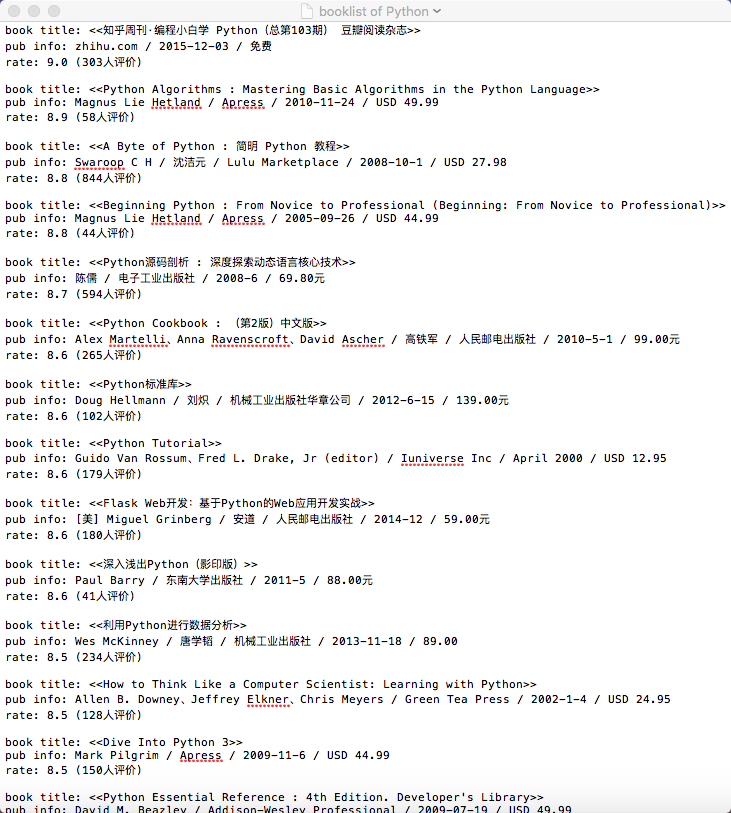 booklist of Python
book title: <<知乎周刊·编程小白学 Python（总第103期） 豆瓣阅读杂志>>
pub info: zhihu.com / 2015-12-03 / 免费
rate: 9.0 (303人评价)
book title: <<Python Algorithms : Mastering Basic Algorithms in the Python Language>>
pub info: Magnus Lie Hetland / Apress / 2010-11-24 / USD 49.99
rate: 8.9 (58人评价)
book title: <<A Byte of Python : 简明 Python 教程>>
pub info: Swaroop C H / 沈洁元 / Lulu Marketplace / 2008-10-1 / USD 27.98
rate: 8.8 (844人评价)
book title: <<Beginning Python : From Novice to Professional (Beginning: From Novice to Professional)>>
pub info: Magnus Lie Hetland / Apress / 2005-09-26 / USD 44.99
rate: 8.8 (44人评价)
book title: <<Python源码剖析 : 深度探索动态语言核心技术>>
pub info: 陈儒 / 电子工业出版社 / 2008-6 / 69.80元
rate: 8.7 (594人评价)
book title: <<Python Cookbook : （第2版）中文版>>
pub info: Alex Martelli、Anna Ravenscroft、David Ascher / 高铁军 / 人民邮电出版社 / 2010-5-1 / 99.00元
rate: 8.6 (265人评价)
book title: <<Python标准库>>
pub info: Doug Hellmann / 刘炽 / 机械工业出版社华章公司 / 2012-6-15 / 139.00元
rate: 8.6 (102人评价)
book title: <<Python Tutorial>>
pub info: Guido Van Rossum、Fred L. Drake, Jr (editor) / Iuniverse Inc / April 2000 / USD 12.95
rate: 8.6 (179人评价)
book title: <<Flask Web开发：基于Python的Web应用开发实战>>
pub info: [美] Miguel Grinberg / 安道 / 人民邮电出版社 / 2014-12 / 59.00元
rate: 8.6 (180人评价)
book title: <<深入浅出Python（影印版）>>
pub info: Paul Barry / 东南大学出版社 / 2011-5 / 88.00元
rate: 8.6 (41人评价)
book title: <<利用Python进行数据分析>>
pub info: Wes McKinney / 唐学韬 / 机械工业出版社 / 2013-11-18 / 89.00
rate: 8.5 (234人评价)
book title: <<How to Think Like a Computer Scientist: Learning with Python>>
pub info: Allen B. Downey、Jeffrey Elkner、Chris Meyers / Green Tea Press / 2002-1-4 / USD 24.95
rate: 8.5 (128人评价)
book title: <<Dive Into Python 3>>
pub info: Mark Pilgrim / Apress / 2009-11-6 / USD 44.99
rate: 8.5 (150人评价)
book title: <<Python Essential Reference : 4th Edition. Developer's Library>>
pub info: David M. Beazley / Addison-Wesley Professional / 2009-07-19 / USD 49.99